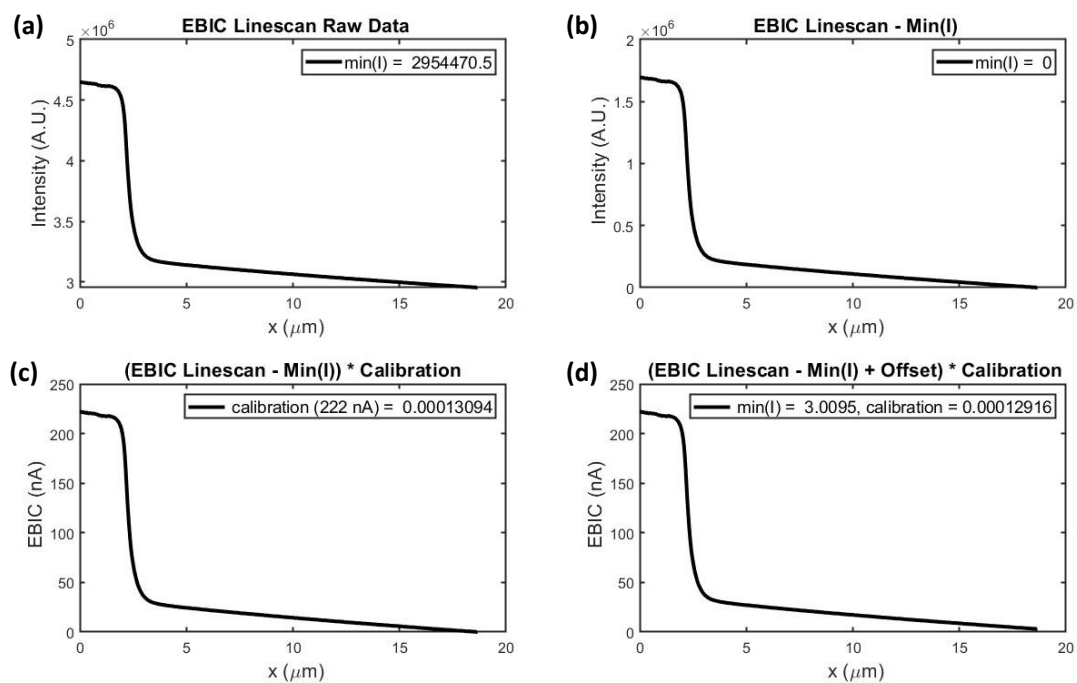 (a)
EBIC Linescan Raw Data
×10⁶
min(I) = 2954470.5
Intensity (A.U.)
5
4.5
4
3.5
3
0 5 10 15 20
x (μm)
(b)
EBIC Linescan - Min(I)
×10⁶
min(I) = 0
Intensity (A.U.)
2
1.5
1
0.5
0
0 5 10 15 20
x (μm)
(c)
(EBIC Linescan - Min(I)) * Calibration
calibration (222 nA) = 0.00013094
EBIC (nA)
250
200
150
100
50
0
0 5 10 15 20
x (μm)
(d)
(EBIC Linescan - Min(I) + Offset) * Calibration
min(I) = 3.0095, calibration = 0.00012916
EBIC (nA)
250
200
150
100
50
0
0 5 10 15 20
x (μm)